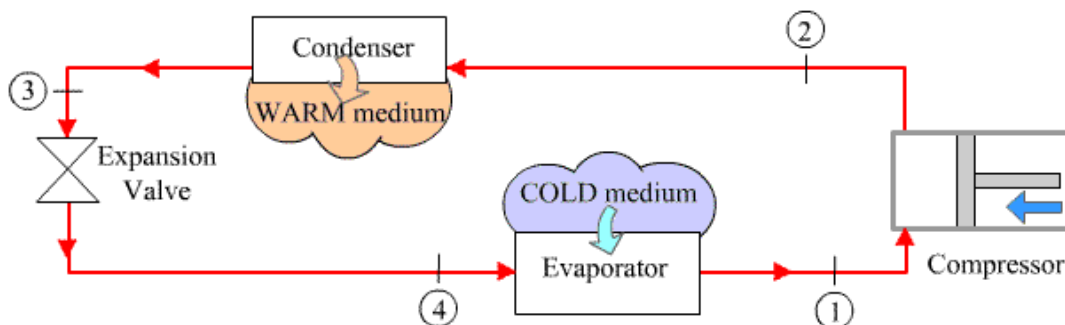 2
Condenser
3
WARM medium
Expansion
Valve
COLD medium
Evaporator
Compressor
4
1